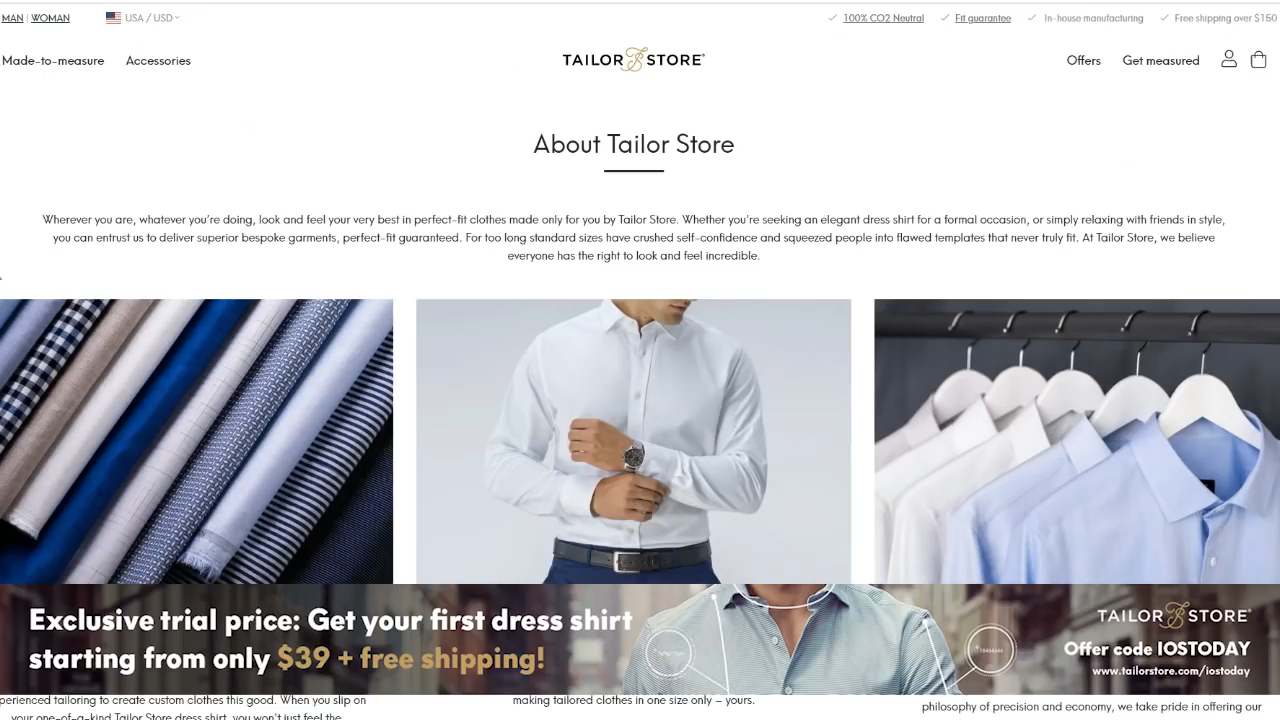 MAN | WOMAN
USA / USD
100% CO2 Neutral
Fit guarantee
In-house manufacturing
Free shipping over $150
Made-to-measure
Accessories
TAILOR STORE
Offers
Get measured
About Tailor Store
Wherever you are, whatever you're doing, look and feel your very best in perfect-fit clothes made only for you by Tailor Store. Whether you're seeking an elegant dress shirt for a formal occasion, or simply relaxing with friends in style,
you can entrust us to deliver superior bespoke garments, perfect-fit guaranteed. For too long standard sizes have crushed self-confidence and squeezed people into flawed templates that never truly fit. At Tailor Store, we believe
everyone has the right to look and feel incredible.
Exclusive trial price: Get your first dress shirt
starting from only $39 + free shipping!
TAILOR STORE
Offer code IOSTODAY
www.tailorstore.com/iostoday
perienced tailoring to create custom clothes this good. When you slip on
your one-of-a-kind Tailor Store dress shirt, you won't just feel the
making tailored clothes in one size only – yours.
philosophy of precision and economy, we take pride in offering our